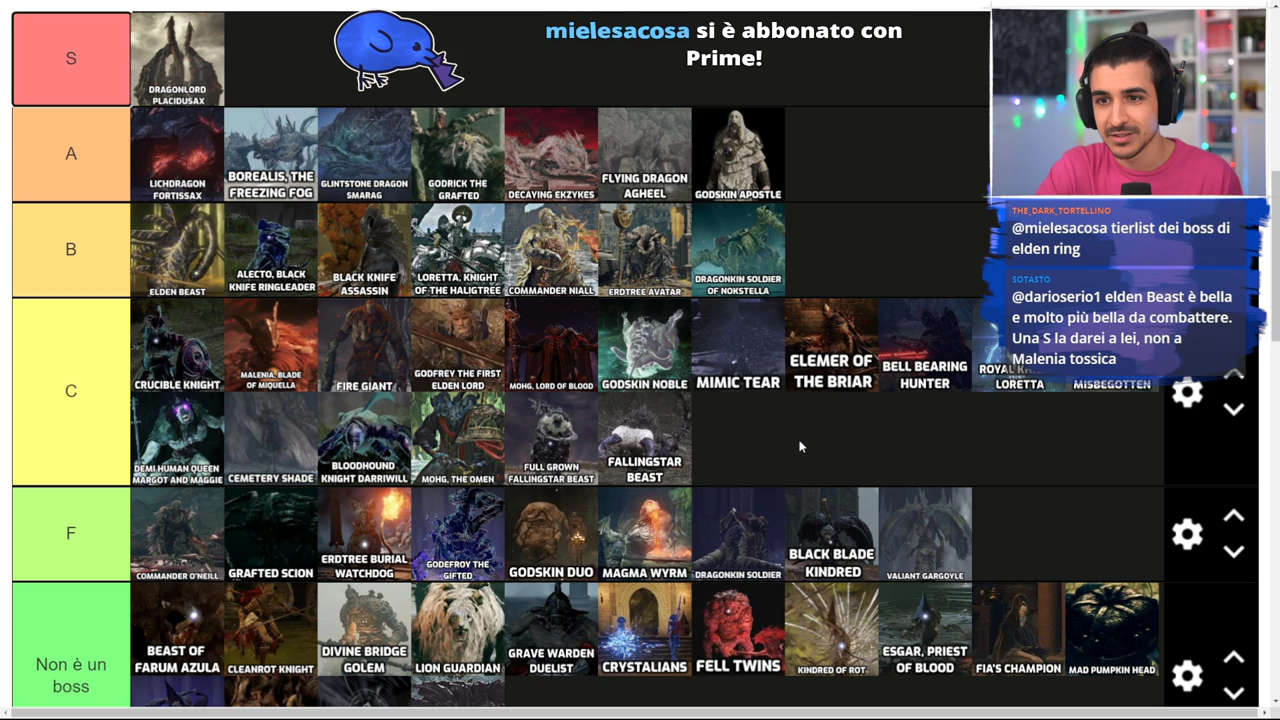 S
DRAGONLORD
PLACIDUSAX
mielesacosa si è abbonato con
Prime!
A
LICHDRAGON
FORTISSAX
BOREALIS, THE
FREEZING FOG
GLINTSTONE DRAGON
SMARAG
GODRICK THE
GRAFTED
DECAYING EKZYKES
FLYING DRAGON
AGHEEL
GODSKIN APOSTLE
THE_DARK_TORTELLINO
@mielesacosa tierlist dei boss di
elden ring
SOTASTO
@darioserio1 elden Beast è bella
e molto più bella da combattere.
Una S la darei a lei, non a
Malenia tossica
B
ELDEN BEAST
ALECTO, BLACK
KNIFE RINGLEADER
BLACK KNIFE
ASSASSIN
LORETTA, KNIGHT
OF THE HALIGTREE
COMMANDER NIALL
ERDTREE AVATAR
DRAGONKIN SOLDIER
OF NOKSTELLA
C
CRUCIBLE KNIGHT
MALENIA, BLADE
OF MIQUELLA
FIRE GIANT
GODFREY THE FIRST
ELDEN LORD
MOHG, LORD OF BLOOD
GODSKIN NOBLE
MIMIC TEAR
ELEMER OF
THE BRIAR
BELL BEARING
HUNTER
ROYAL
LORETTA
MISBEGOTTEN
DEMI HUMAN QUEEN
MARGOT AND MAGGIE
CEMETERY SHADE
BLOODHOUND
KNIGHT DARRIWILL
MOHG, THE OMEN
FULL GROWN
FALLINGSTAR BEAST
FALLINGSTAR
BEAST
F
COMMANDER O'NEILL
GRAFTED SCION
ERDTREE BURIAL
WATCHDOG
GODEFROY THE
GIFTED
GODSKIN DUO
MAGMA WYRM
DRAGONKIN SOLDIER
BLACK BLADE
KINDRED
VALIANT GARGOYLE
Non è un
boss
BEAST OF
FARUM AZULA
CLEANROT KNIGHT
DIVINE BRIDGE
GOLEM
LION GUARDIAN
GRAVE WARDEN
DUELIST
CRYSTALIANS
FELL TWINS
KINDRED OF ROT
ESGAR, PRIEST
OF BLOOD
FIA'S CHAMPION
MAD PUMPKIN HEAD